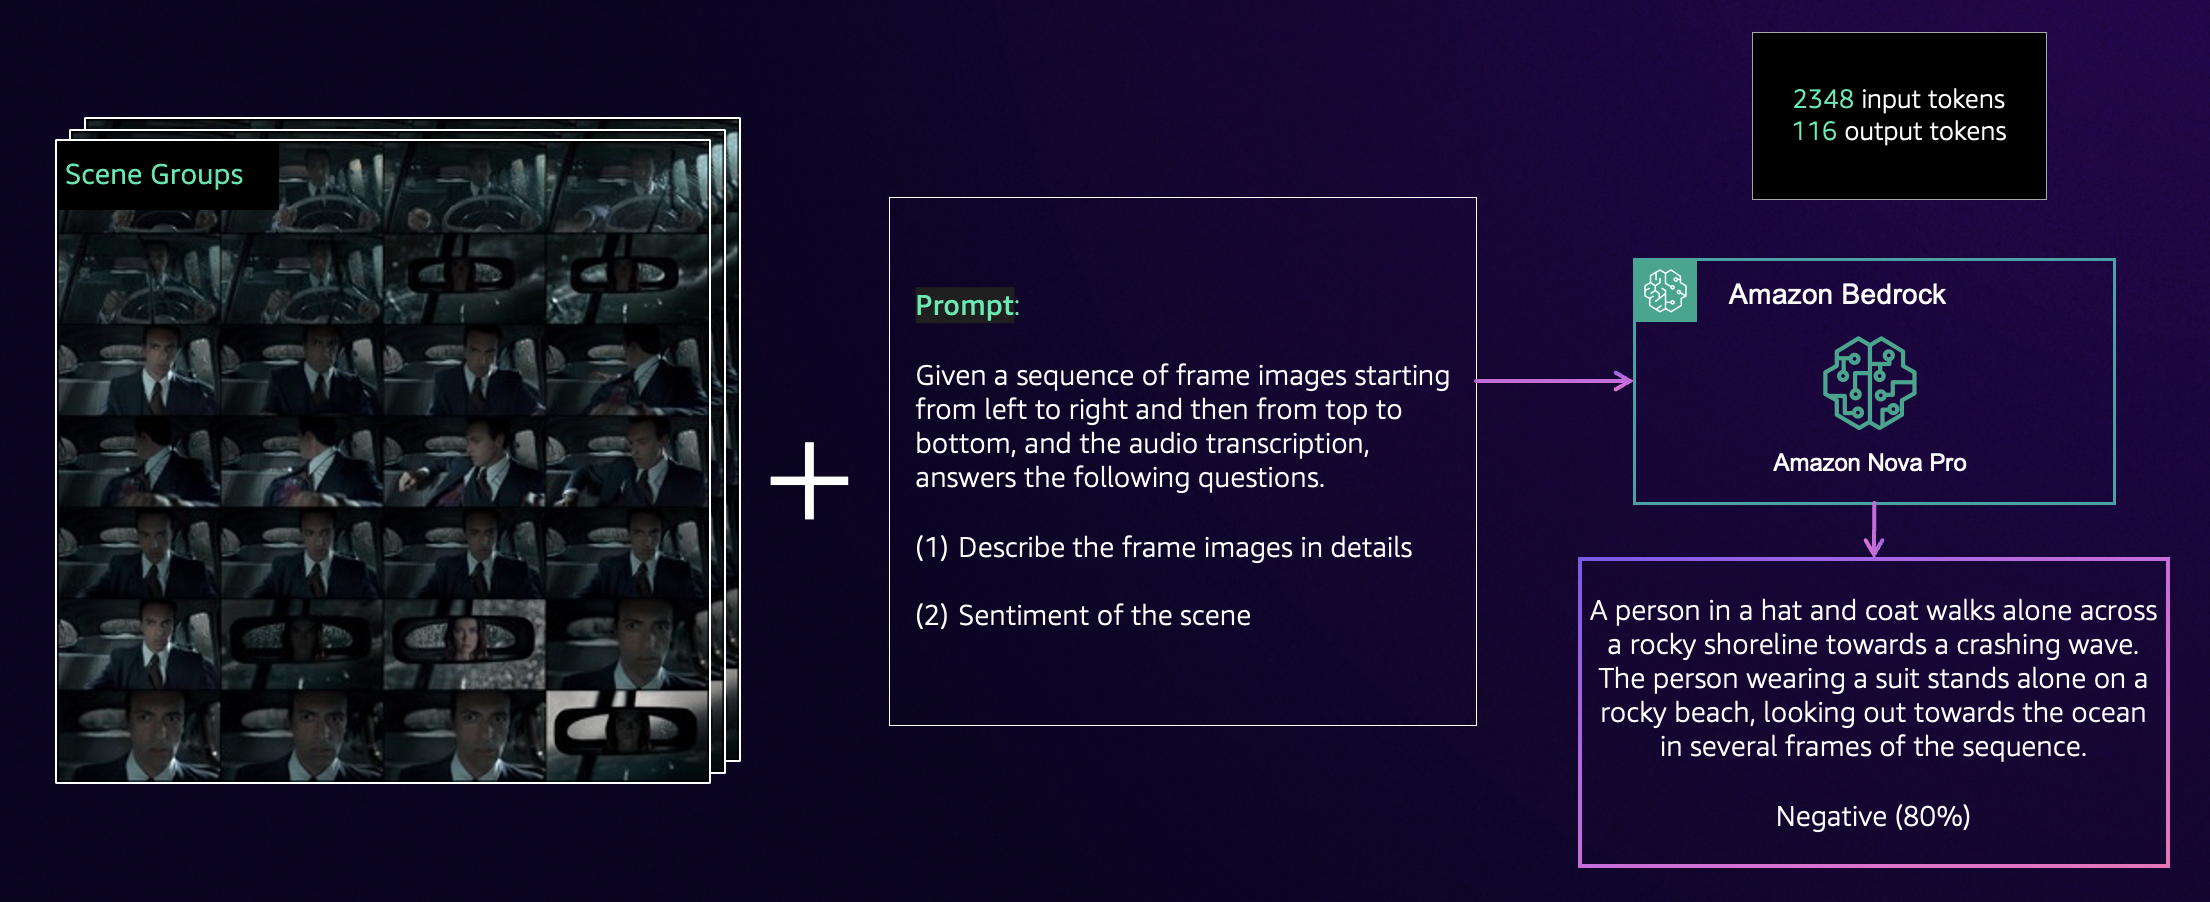 Scene Groups
Prompt:
Given a sequence of frame images starting
from left to right and then from top to
bottom, and the audio transcription,
answers the following questions.
(1) Describe the frame images in details
(2) Sentiment of the scene
2348 input tokens
116 output tokens
Amazon Bedrock
Amazon Nova Pro
A person in a hat and coat walks alone across
a rocky shoreline towards a crashing wave.
The person wearing a suit stands alone on a
rocky beach, looking out towards the ocean
in several frames of the sequence.
Negative (80%)